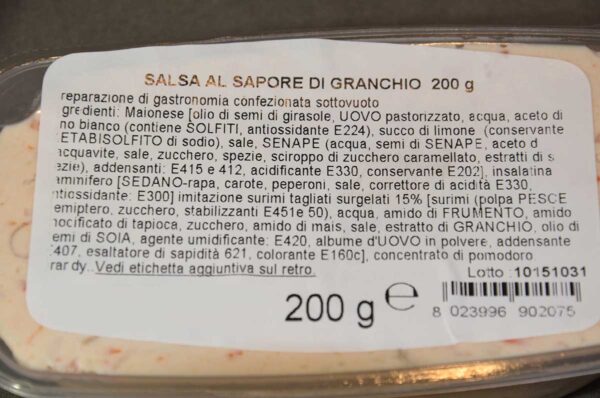 SALSA AL SAPORE DI GRANCHIO 200 g
reparazione di gastronomia confezionata sottovuoto
gredienti: Maionese [olio di semi di girasole, UOVO pastorizzato, acqua, aceto di
no bianco (contiene SOLFITI, antiossidante E224), succo di limone (conservante
ETABISOLFITO di sodio), sale, SENAPE (acqua, semi di SENAPE, aceto d
acquavite, sale, zucchero, spezie, sciroppo di zucchero caramellato, estratti di s
ezie), addensanti: E415 e 412, acidificante E330, conservante E202], insalatina
ammifero [SEDANO-rapa, carote, peperoni, sale, correttore di acidità E330,
ntiossidante: E300] imitazione surimi tagliati surgelati 15% [surimi (polpa PESCE
emiptero, zucchero, stabilizzanti E451e 50), acqua, amido di FRUMENTO, amido
nocificato di tapioca, zucchero, amido di mais, sale, estratto di GRANCHIO, olio di
emi di SOIA, agente umidificante: E420, albume d'UOVO in polvere, addensante
:407, esaltatore di sapidità 621, colorante E160c], concentrato di pomodoro
rar dy. Vedi etichetta aggiuntiva sul retro.
Lotto :10151031
200 g e
8 023996 902075